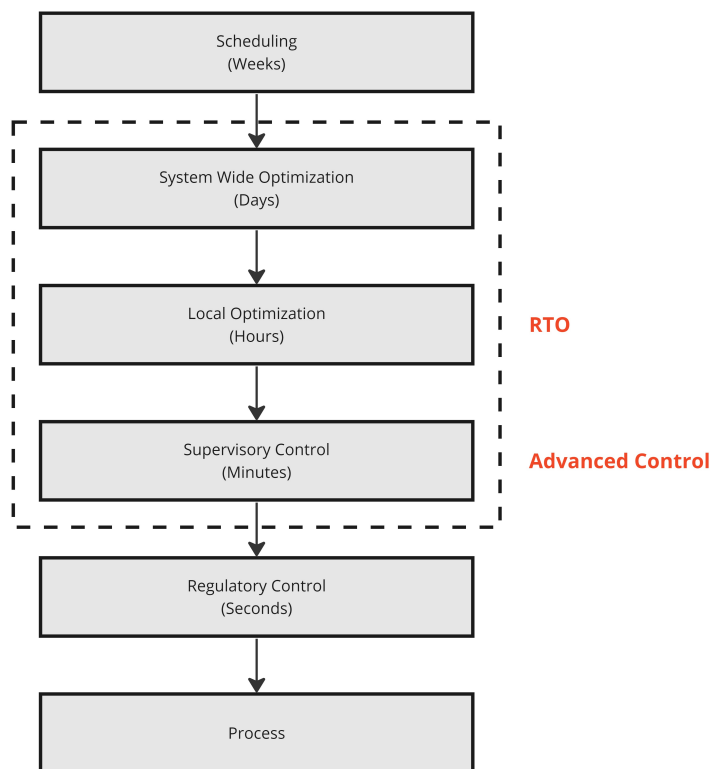 Scheduling
(Weeks)
System Wide Optimization
(Days)
Local Optimization
(Hours)
RTO
Supervisory Control
(Minutes)
Advanced Control
Regulatory Control
(Seconds)
Process